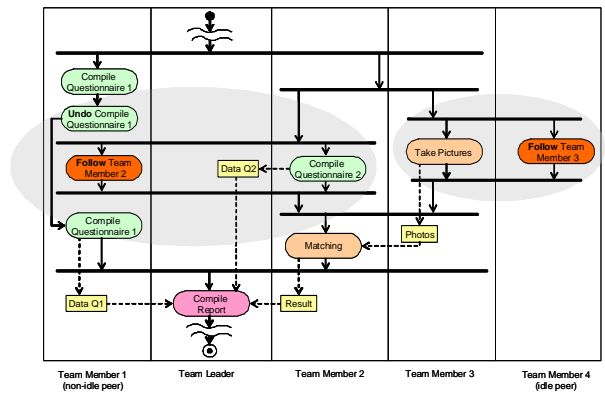 Compile
Questionnaire 1
Undo Compile
Questionnaire 1
Follow Team
Member 2
Data Q2
Compile
Questionnaire 2
Take Pictures
Follow Team
Member 3
Compile
Questionnaire 1
Matching
Photos
Data Q1
Compile
Report
Result
Team Member 1
(non-idle peer)
Team Leader
Team Member 2
Team Member 3
Team Member 4
(idle peer)